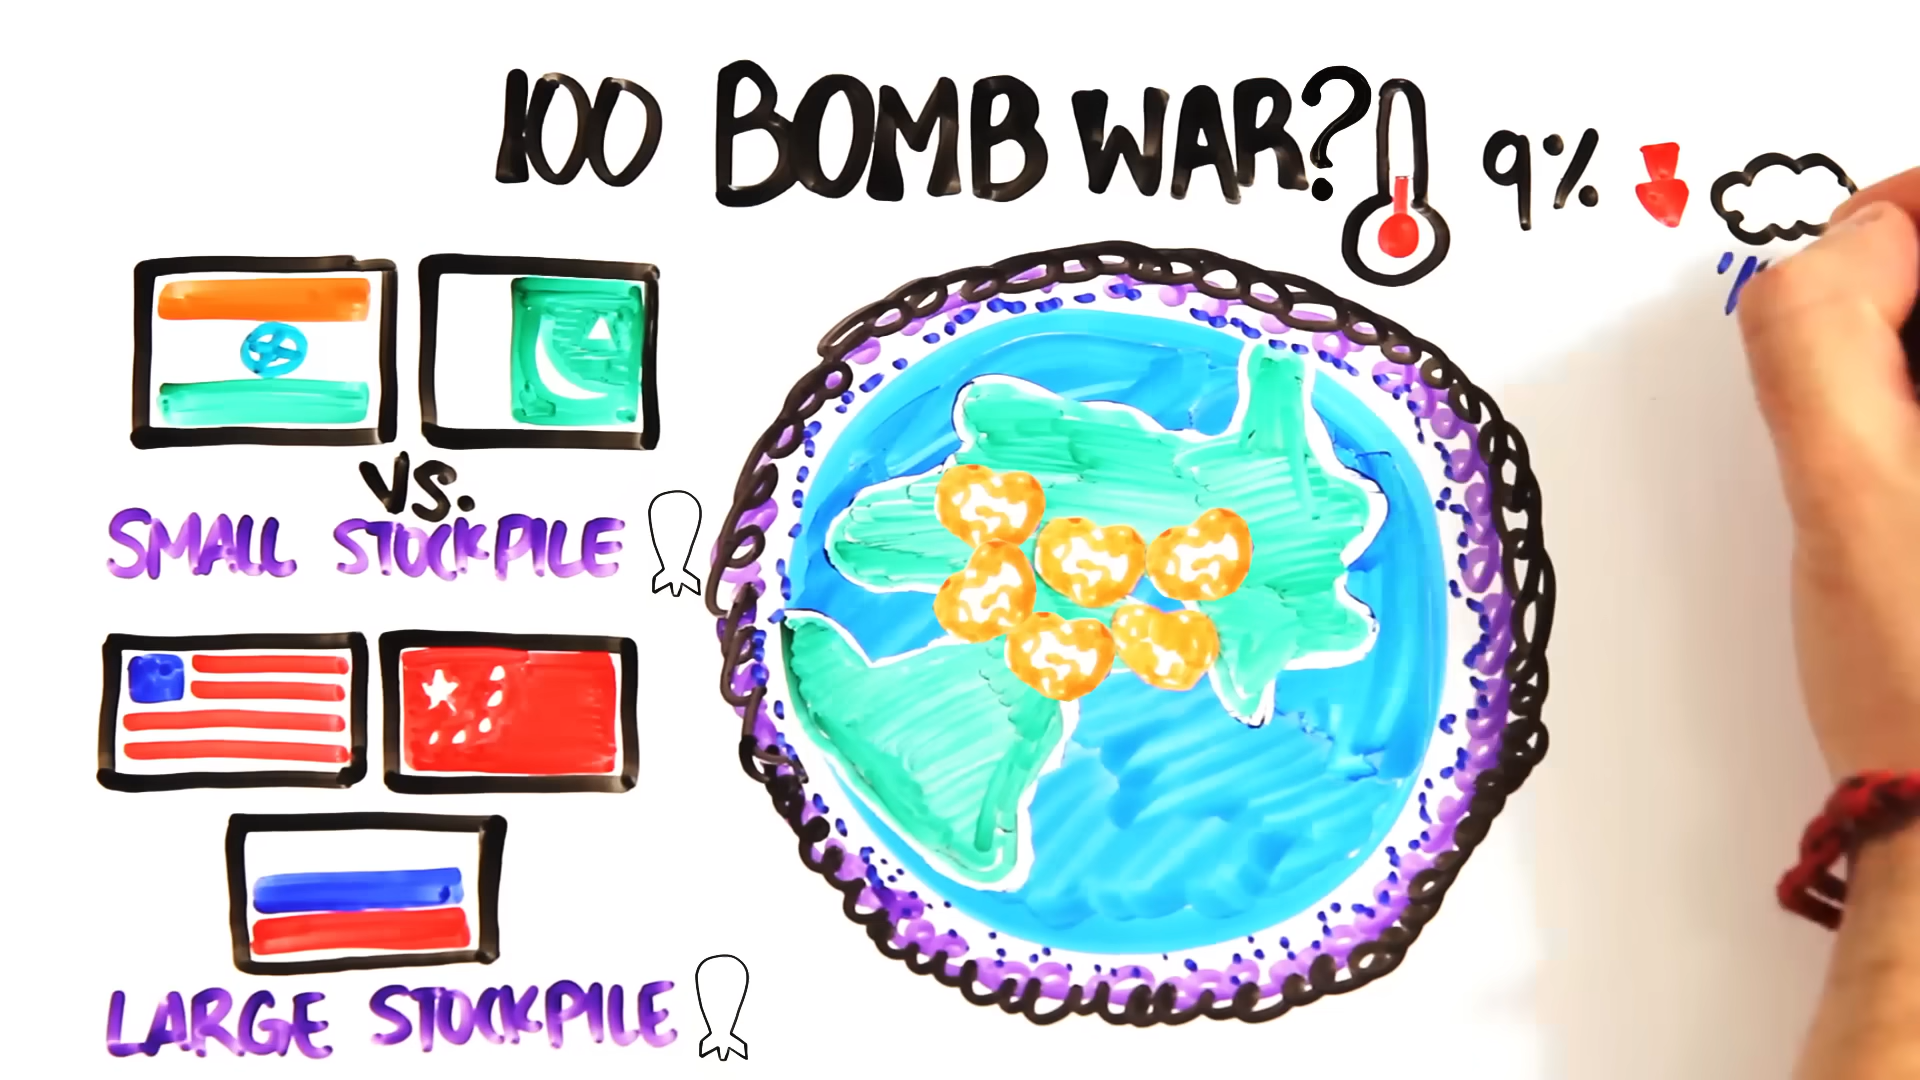 100 BOMB WAR?
9% 
VS.
SMALL STOCKPILE
LARGE STOCKPILE